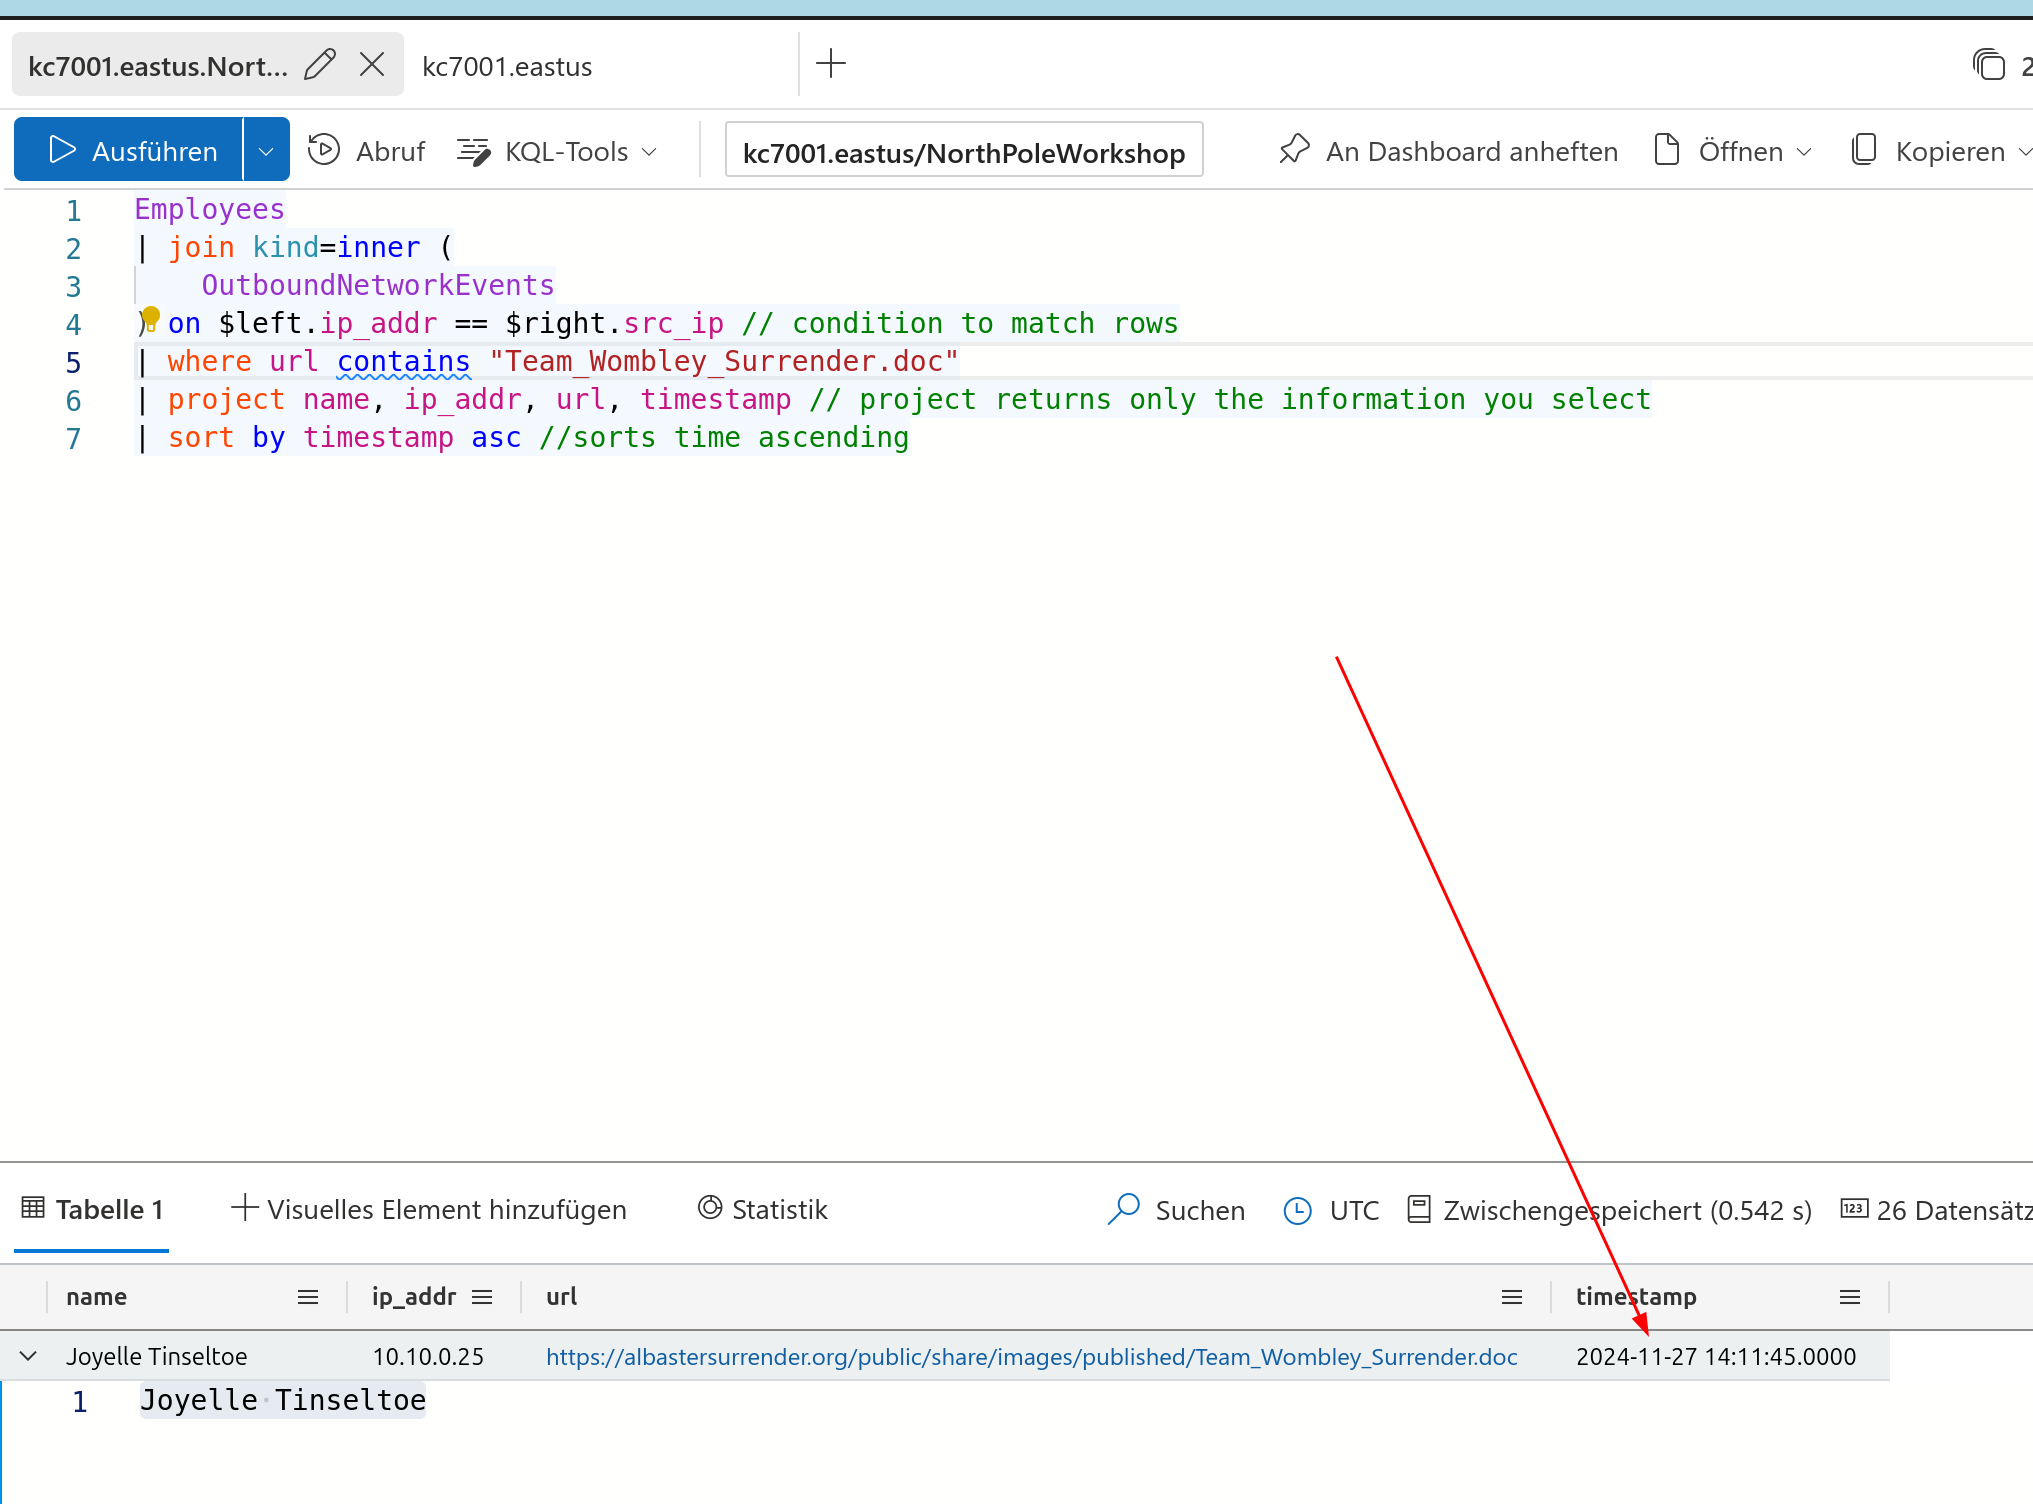 kc7001.eastus.Nort... kc7001.eastus 2
Ausführen Abruf KQL-Tools kc7001.eastus/NorthPoleWorkshop An Dashboard anheften Öffnen Kopieren
1 Employees
2 | join kind=inner (
3 OutboundNetworkEvents
4 ) on $left.ip_addr == $right.src_ip // condition to match rows
5 | where url contains "Team_Wombley_Surrender.doc"
6 | project name, ip_addr, url, timestamp // project returns only the information you select
7 | sort by timestamp asc //sorts time ascending
Tabelle 1 Visuelles Element hinzufügen Statistik Suchen UTC Zwischengespeichert (0.542 s) 123 26 Datensätz
name ip_addr url timestamp
Joyelle Tinseltoe 10.10.0.25 https://albastersurrender.org/public/share/images/published/Team_Wombley_Surrender.doc 2024-11-27 14:11:45.0000
1 Joyelle·Tinseltoe